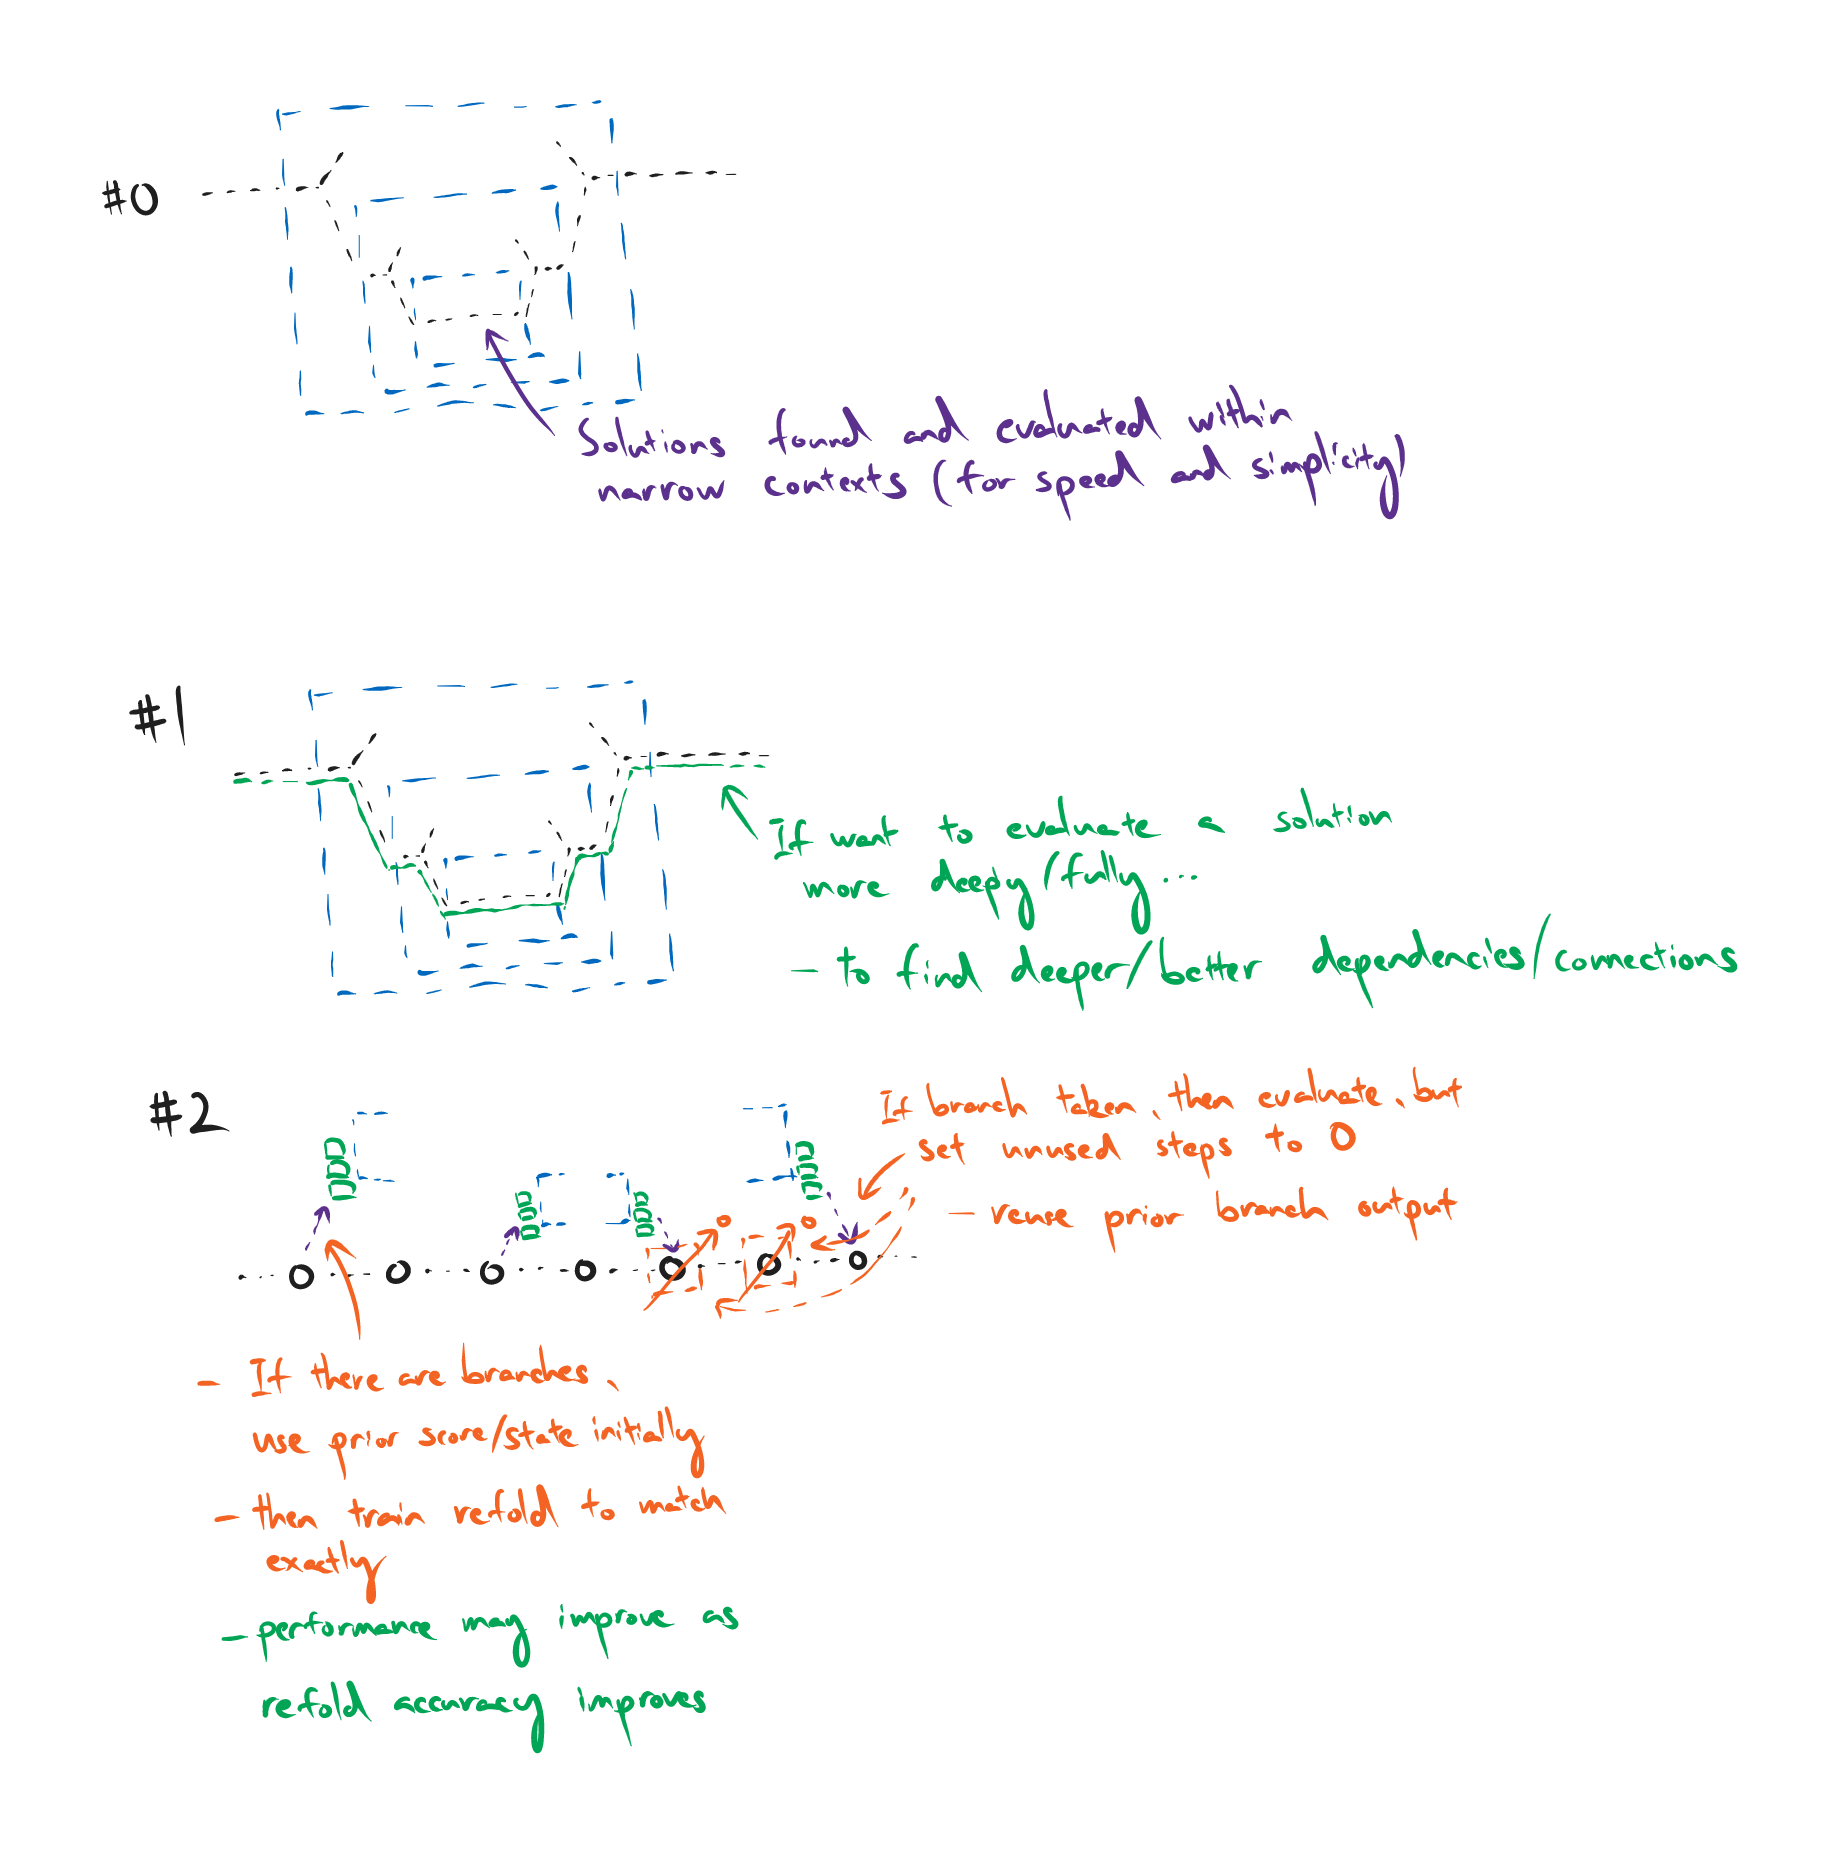 #0
Solutions found and evaluated within
narrow contexts (for speed and simplicity)
#1
If want to evaluate a solution
more deepy/fully...
- to find deeper/better dependencies/connections
#2
If branch taken, then evaluate, but
set unused steps to 0
- reuse prior branch output
- If there are branches,
use prior score/state initially
- then train refold to match
exactly
- performance may improve as
refold accuracy improves